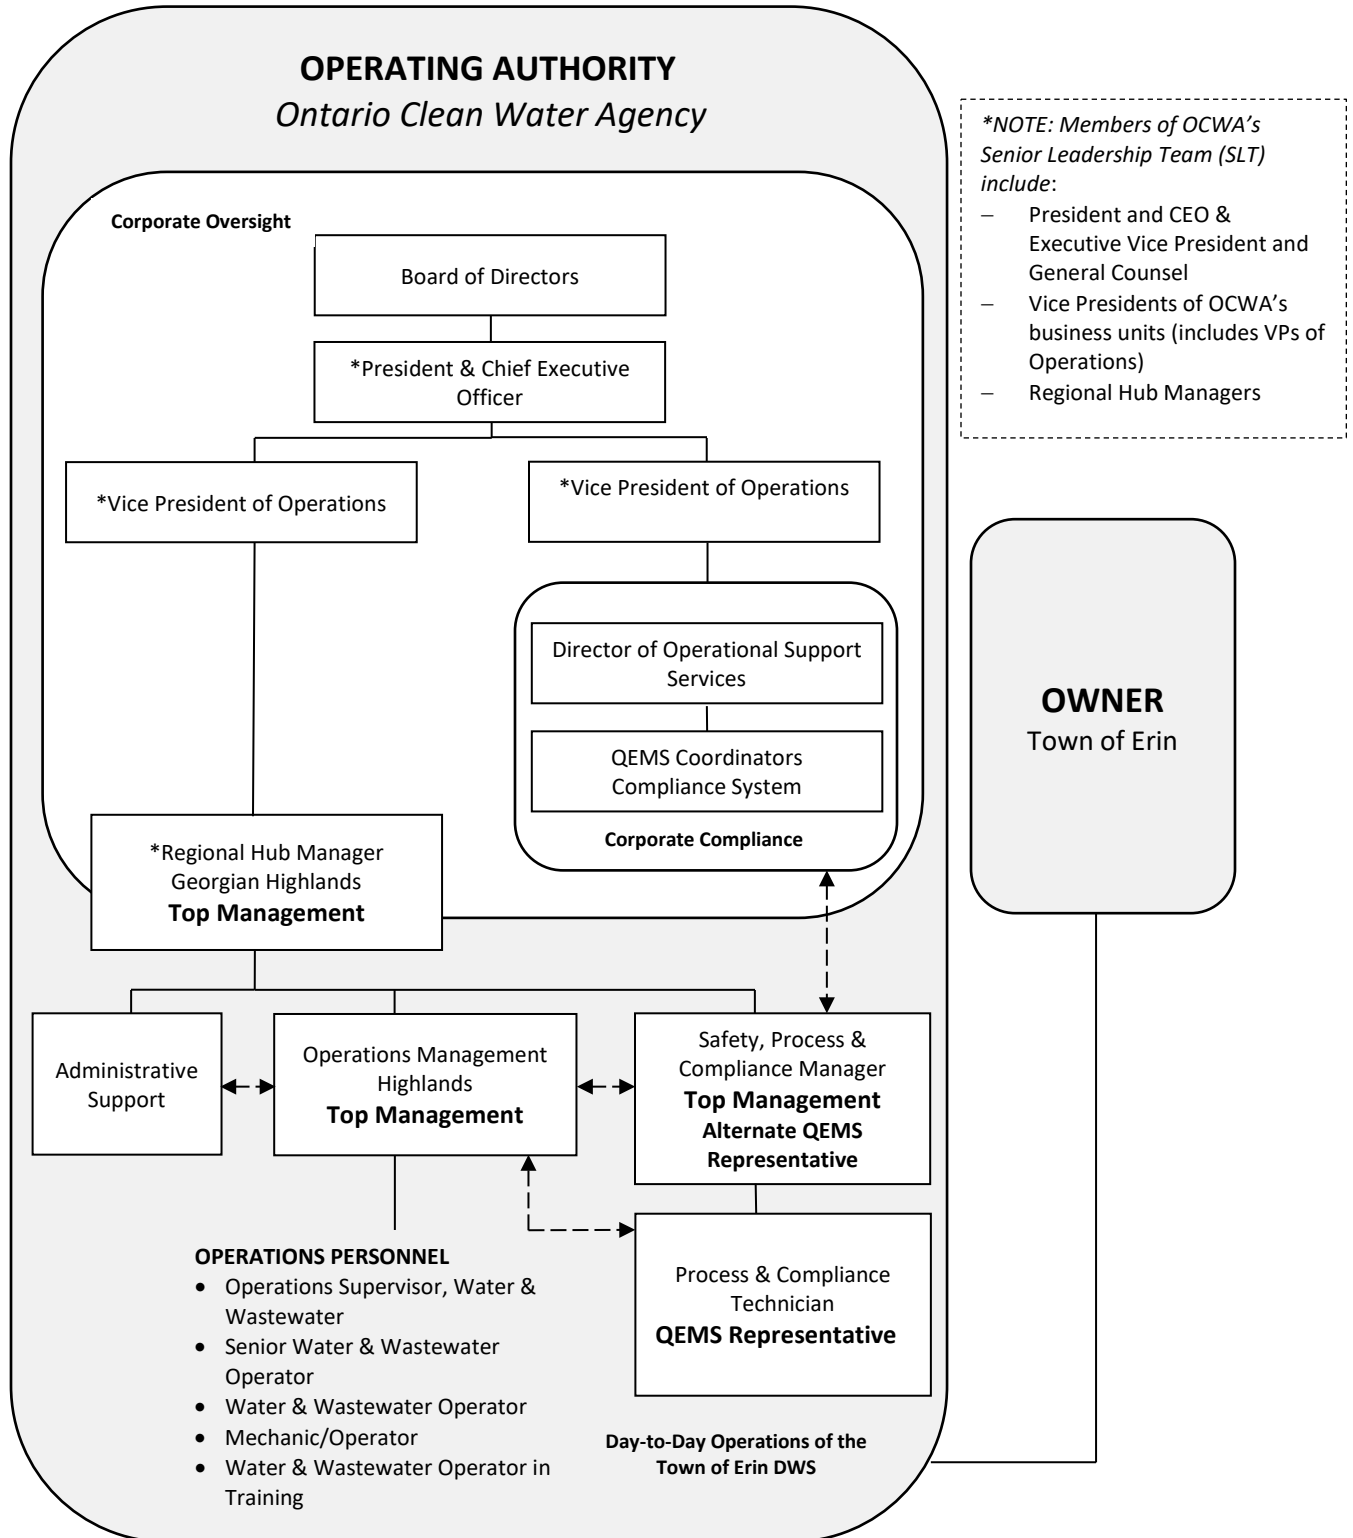 OPERATING AUTHORITY
Ontario Clean Water Agency
*NOTE: Members of OCWA’s
Senior Leadership Team (SLT)
include:
– President and CEO &
Executive Vice President and
General Counsel
– Vice Presidents of OCWA’s
business units (includes VPs of
Operations)
– Regional Hub Managers
Corporate Oversight
Board of Directors
*President & Chief Executive
Officer
*Vice President of Operations
*Vice President of Operations
Director of Operational Support
Services
QEMS Coordinators
Compliance System
Corporate Compliance
OWNER
Town of Erin
*Regional Hub Manager
Georgian Highlands
Top Management
Administrative
Support
Operations Management
Highlands
Top Management
Safety, Process &
Compliance Manager
Top Management
Alternate QEMS
Representative
Process & Compliance
Technician
QEMS Representative
OPERATIONS PERSONNEL
• Operations Supervisor, Water &
Wastewater
• Senior Water & Wastewater
Operator
• Water & Wastewater Operator
• Mechanic/Operator
• Water & Wastewater Operator in
Training
Day-to-Day Operations of the
Town of Erin DWS